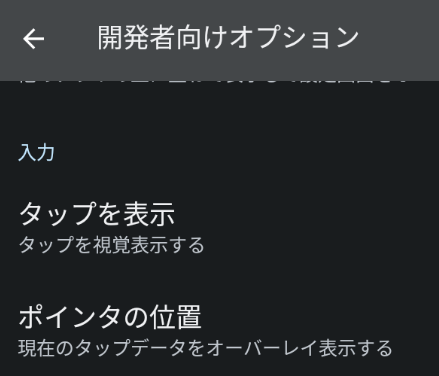 開発者向けオプション
入力
タップを表示
タップを視覚表示する
ポインタの位置
現在のタップデータをオーバーレイ表示する